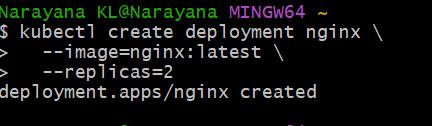 Narayana KL@Narayana MINGW64 ~
$ kubectl create deployment nginx \
>   --image=nginx:latest \
>   --replicas=2
deployment.apps/nginx created